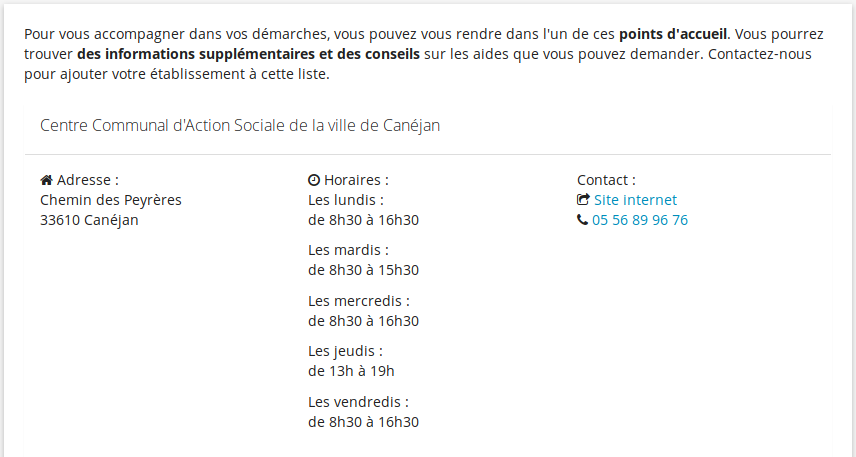 Pour vous accompagner dans vos démarches, vous pouvez vous rendre dans l'un de ces points d'accueil. Vous pourrez
trouver des informations supplémentaires et des conseils sur les aides que vous pouvez demander. Contactez-nous
pour ajouter votre établissement à cette liste.
Centre Communal d'Action Sociale de la ville de Canéjan
Adresse :
Chemin des Peyrères
33610 Canéjan
Horaires :
Les lundis :
de 8h30 à 16h30
Les mardis :
de 8h30 à 15h30
Les mercredis :
de 8h30 à 16h30
Les jeudis :
de 13h à 19h
Les vendredis :
de 8h30 à 16h30
Contact :
Site internet
05 56 89 96 76